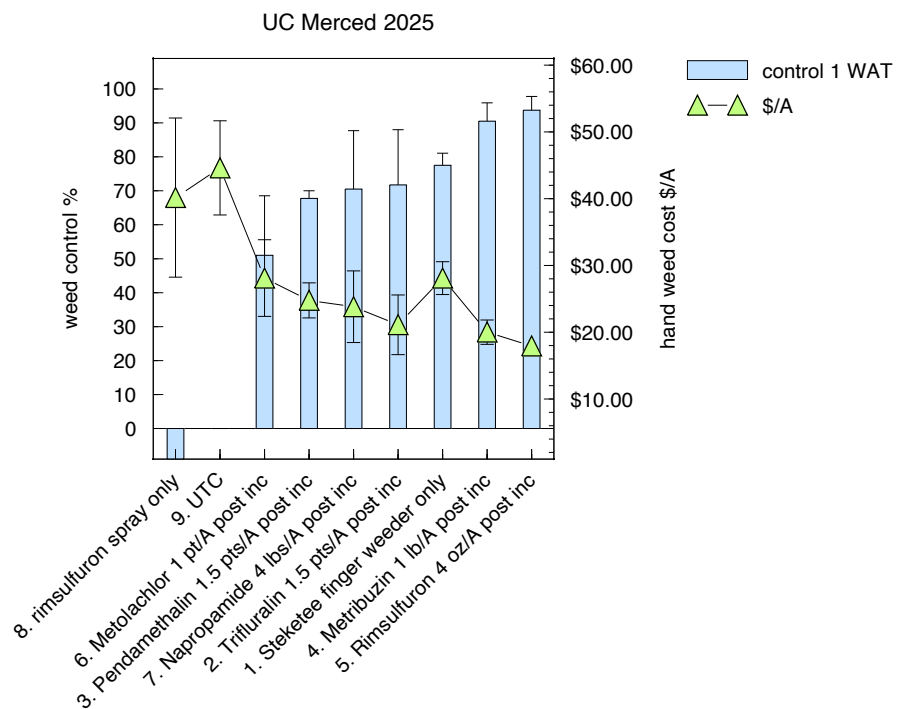 UC Merced 2025
control 1 WAT
$/A
weed control %
100
90
80
70
60
50
40
30
20
10
0
$60.00
$50.00
$40.00
$30.00
$20.00
$10.00
hand weed cost $/A
8. rimsulfuron spray only
9. UTC
6. Metolachlor 1 pt/A post inc
3. Pendamethalin 1.5 pts/A post inc
7. Napropamide 4 lbs/A post inc
2. Trifluralin 1.5 pts/A post inc
1. Steketee finger weeder only
4. Metribuzin 1 lb/A post inc
5. Rimsulfuron 4 oz/A post inc